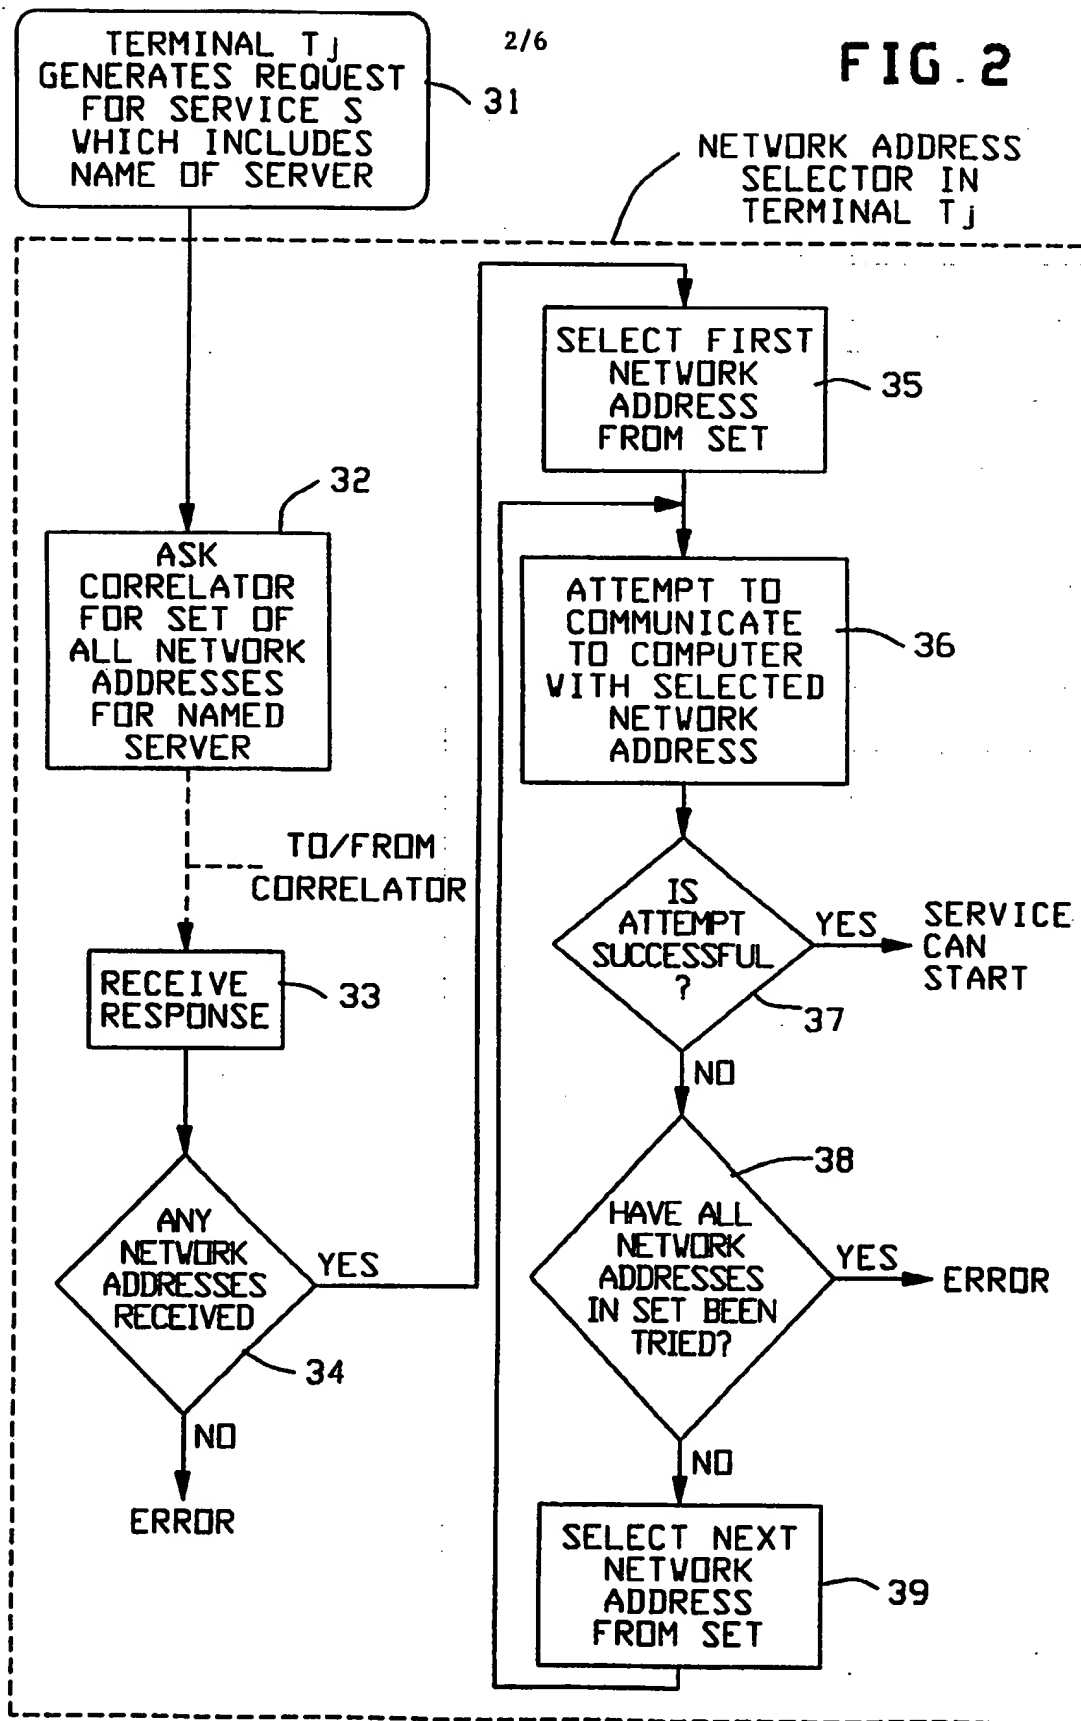 2/6
FIG. 2
TERMINAL Tj
GENERATES REQUEST
FOR SERVICE S
WHICH INCLUDES
NAME OF SERVER
31
NETWORK ADDRESS
SELECTOR IN
TERMINAL Tj
32
ASK
CORRELATOR
FOR SET OF
ALL NETWORK
ADDRESSES
FOR NAMED
SERVER
TO/FROM
CORRELATOR
RECEIVE
RESPONSE
33
ANY
NETWORK
ADDRESSES
RECEIVED
YES
34
NO
ERROR
SELECT FIRST
NETWORK
ADDRESS
FROM SET
35
ATTEMPT TO
COMMUNICATE
TO COMPUTER
WITH SELECTED
NETWORK
ADDRESS
36
IS
ATTEMPT
SUCCESSFUL
?
YES
SERVICE
CAN
START
37
NO
38
HAVE ALL
NETWORK
ADDRESSES
IN SET BEEN
TRIED?
YES
ERROR
NO
SELECT NEXT
NETWORK
ADDRESS
FROM SET
39